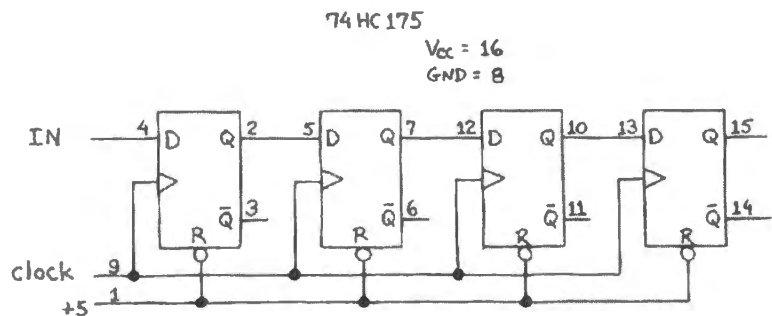 74HC175
Vcc = 16
GND = 8
IN 4 D Q 2 5 D Q 7 12 D Q 10 13 D Q 15
Q̅ 3 Q̅ 6 Q̅ 11 Q̅ 14
R R R R
clock 9
+5 1